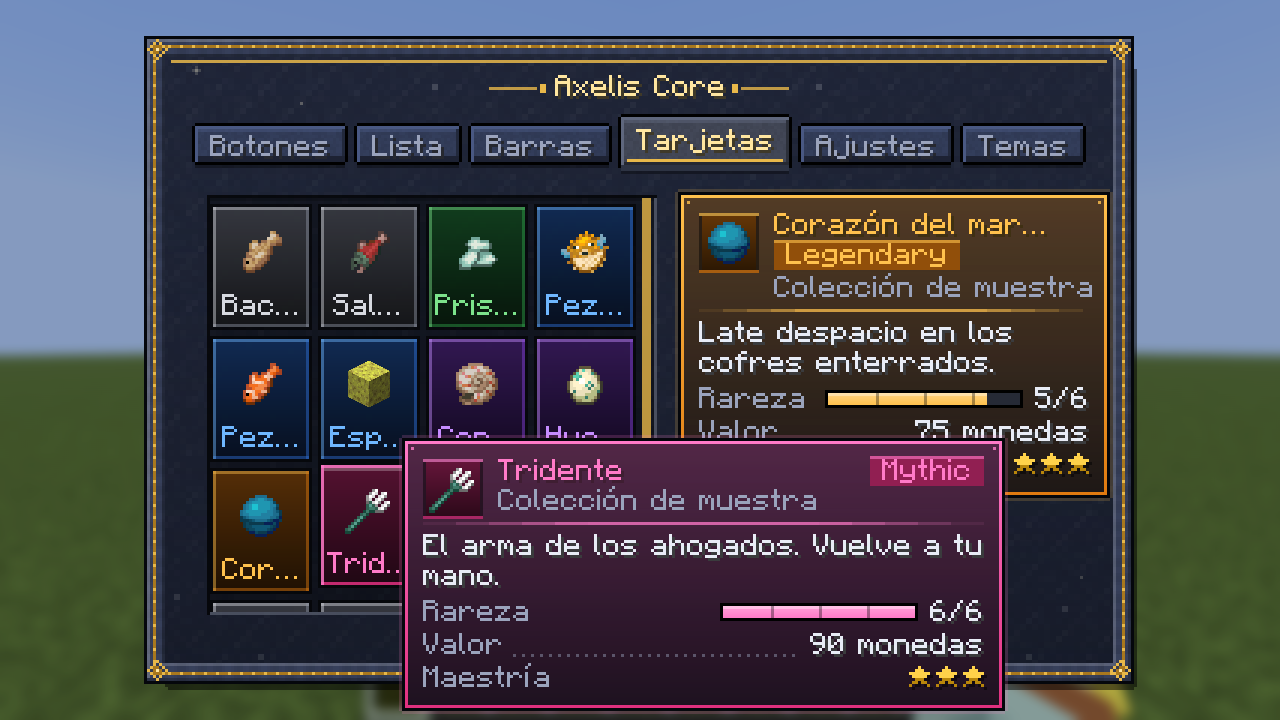 Axelis Core
Botones
Lista
Barras
Tarjetas
Ajustes
Temas
Bac...
Sal...
Pris...
Pez...
Pez...
Esp...
Cor...
Trid...
Corazón del mar...
Legendary
Colección de muestra
Late despacio en los
cofres enterrados.
Rareza 5/6
Valor 75 monedas
Tridente
Mythic
Colección de muestra
El arma de los ahogados. Vuelve a tu
mano.
Rareza 6/6
Valor 90 monedas
Maestría